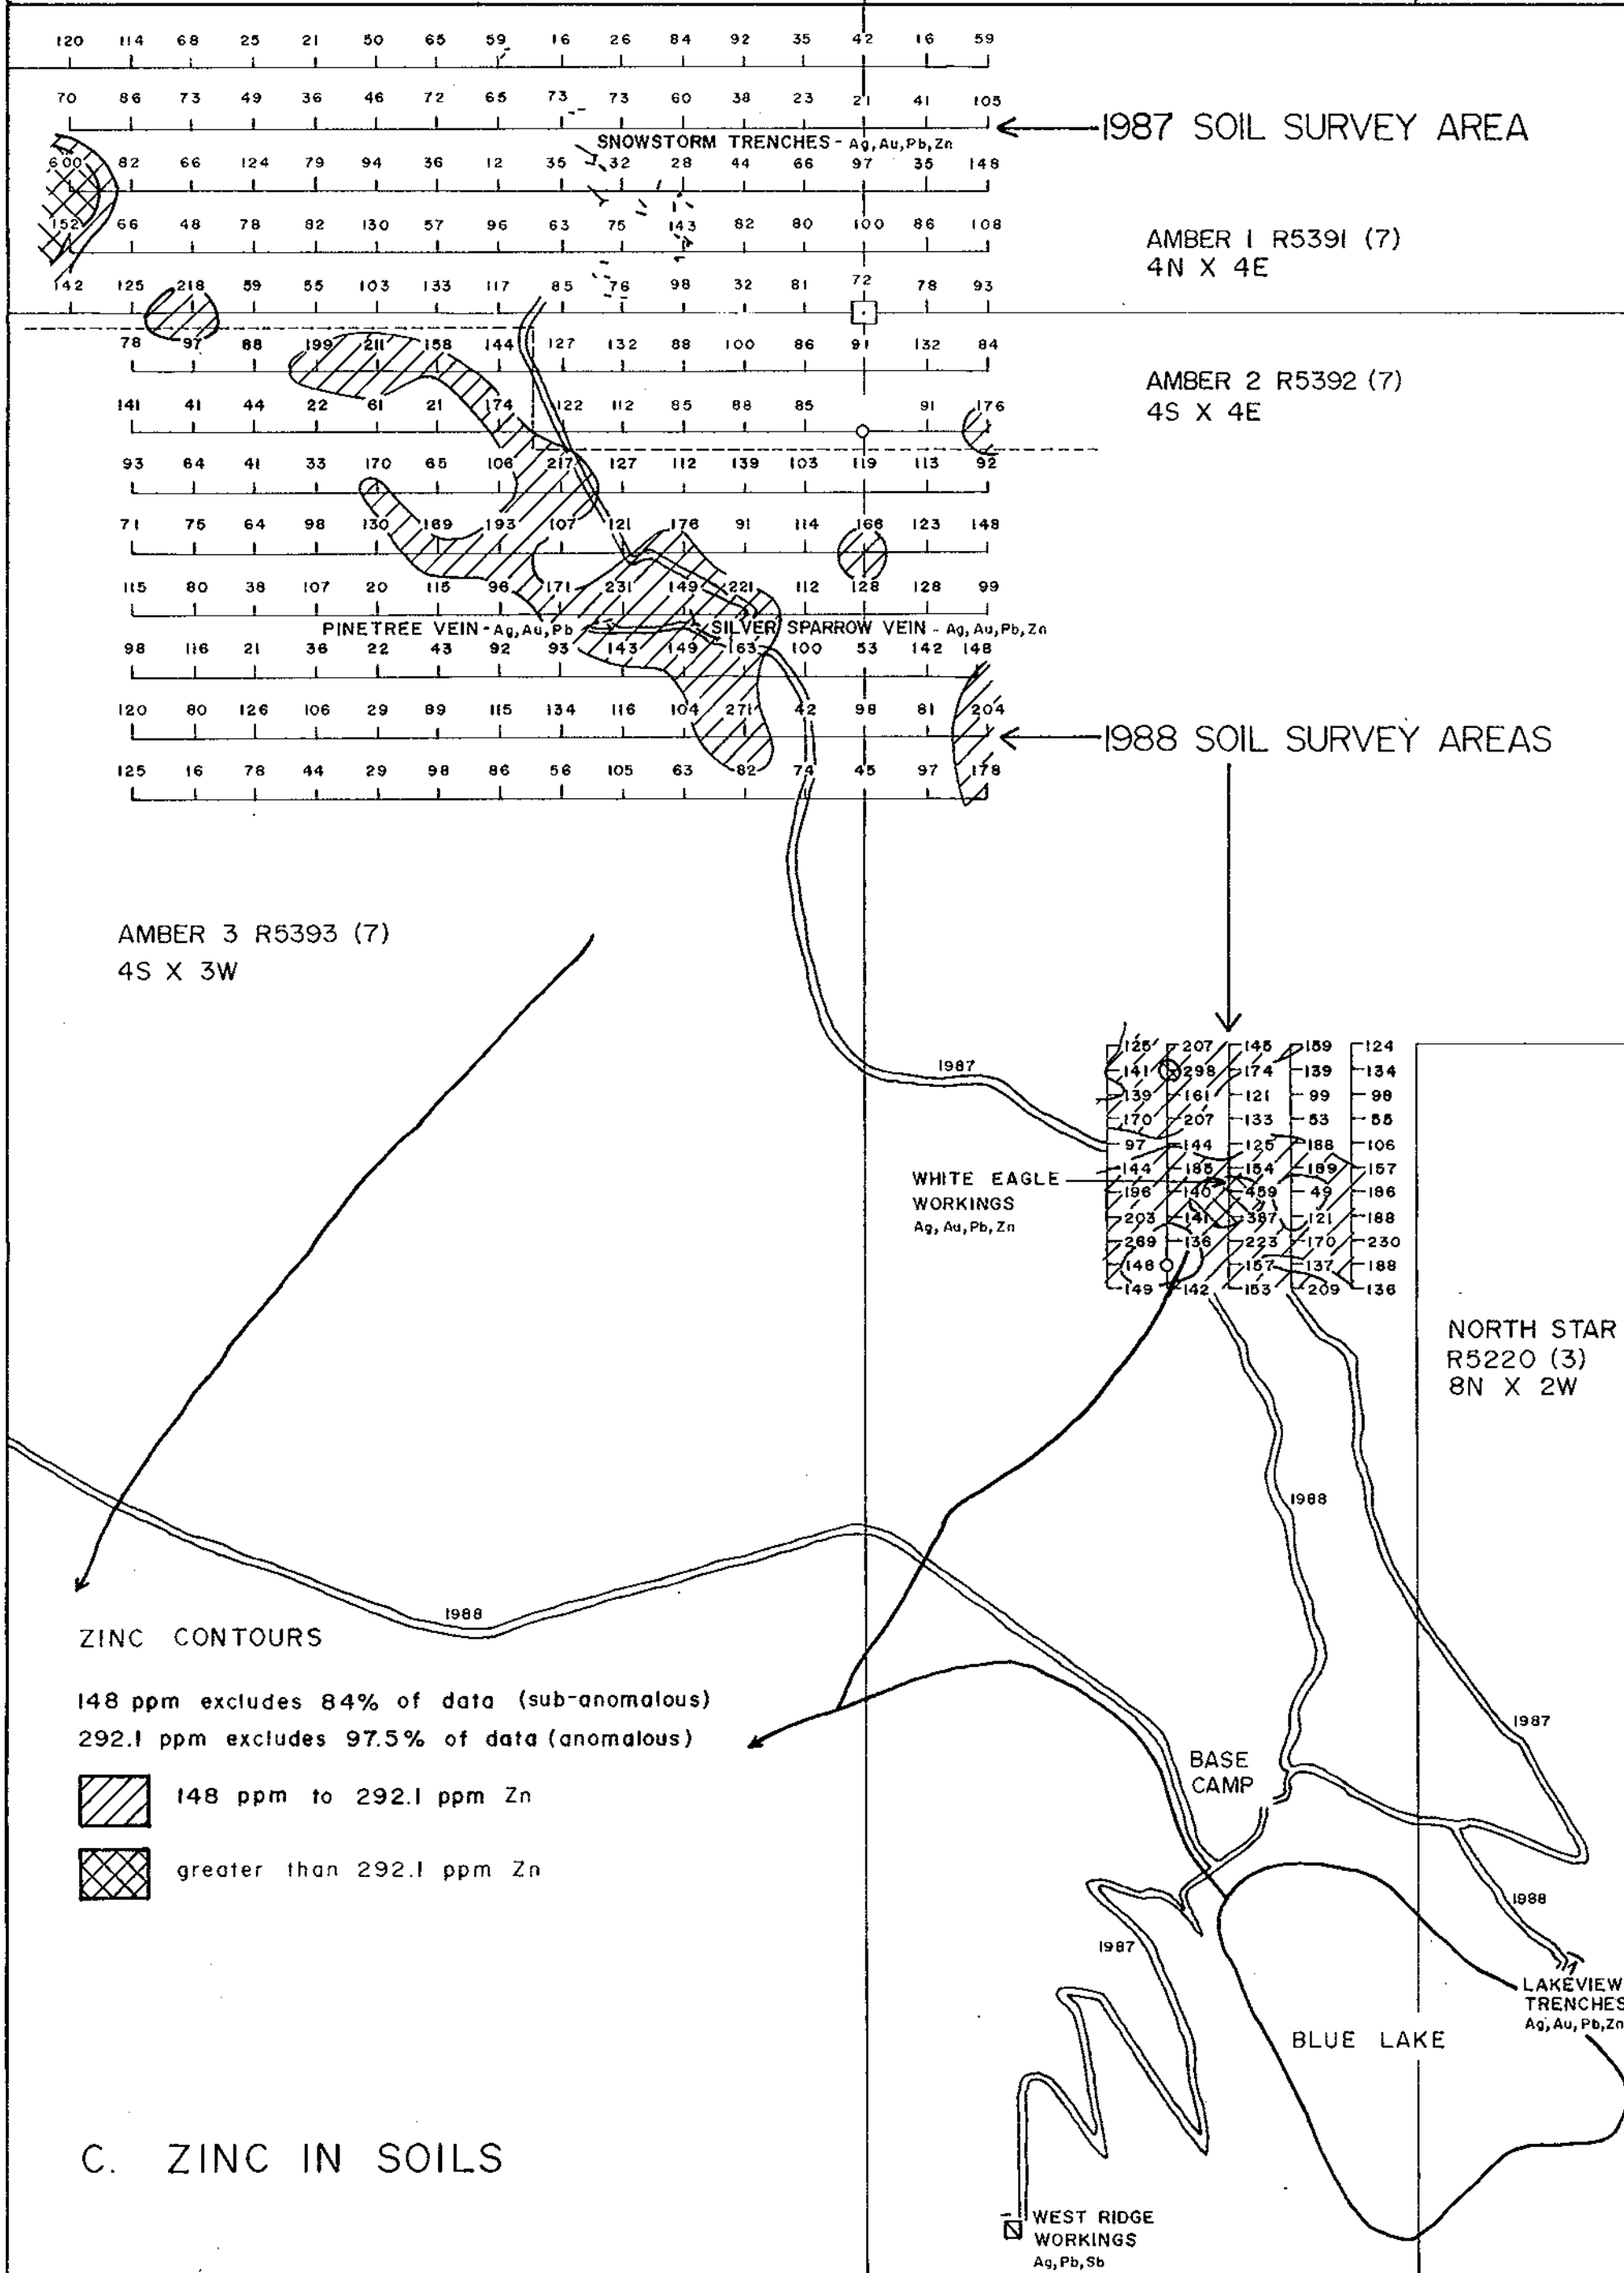 120 114 68 25 21 50 65 59 16 26 84 92 35 42 16 59
70 86 73 49 36 46 72 65 73 73 60 38 23 21 41 105
1987 SOIL SURVEY AREA
SNOWSTORM TRENCHES - Ag,Au,Pb,Zn
600 82 66 124 79 94 36 12 35 32 28 44 66 97 35 148
152 66 48 78 82 130 57 96 63 75 143 82 80 100 86 108
AMBER 1 R5391 (7)
4N X 4E
142 125 218 59 55 103 133 117 85 76 98 32 81 72 78 93
78 97 88 199 211 158 144 127 132 88 100 86 91 132 84
AMBER 2 R5392 (7)
4S X 4E
141 41 44 22 61 21 174 122 112 85 88 85 91 176
93 64 41 33 170 65 106 217 127 112 139 103 119 113 92
71 75 64 98 130 169 193 107 121 176 91 114 166 123 148
115 80 38 107 20 115 96 171 231 149 221 112 128 128 99
PINETREE VEIN - Ag,Au,Pb
SILVER SPARROW VEIN - Ag,Au,Pb,Zn
98 116 21 36 22 43 92 93 143 149 163 100 53 142 148
120 80 126 106 29 89 115 134 116 104 271 42 98 81 204
1988 SOIL SURVEY AREAS
125 16 78 44 29 98 86 56 105 63 82 74 45 97 178
AMBER 3 R5393 (7)
4S X 3W
1987
125 207 145 159 124
141 298 174 139 134
139 161 121 99 98
170 207 133 53 55
97 144 125 188 106
144 185 154 189 157
196 140 459 49 186
203 141 387 121 188
269 136 223 170 230
148 157 137 188
149 142 153 209 136
WHITE EAGLE
WORKINGS
Ag, Au, Pb, Zn
NORTH STAR
R5220 (3)
8N X 2W
1988
1988
ZINC CONTOURS
148 ppm excludes 84% of data (sub-anomalous)
292.1 ppm excludes 97.5% of data (anomalous)
148 ppm to 292.1 ppm Zn
greater than 292.1 ppm Zn
1987
BASE
CAMP
1988
1987
LAKEVIEW
TRENCHES
Ag, Au, Pb, Zn
BLUE LAKE
C. ZINC IN SOILS
WEST RIDGE
WORKINGS
Ag, Pb, Sb